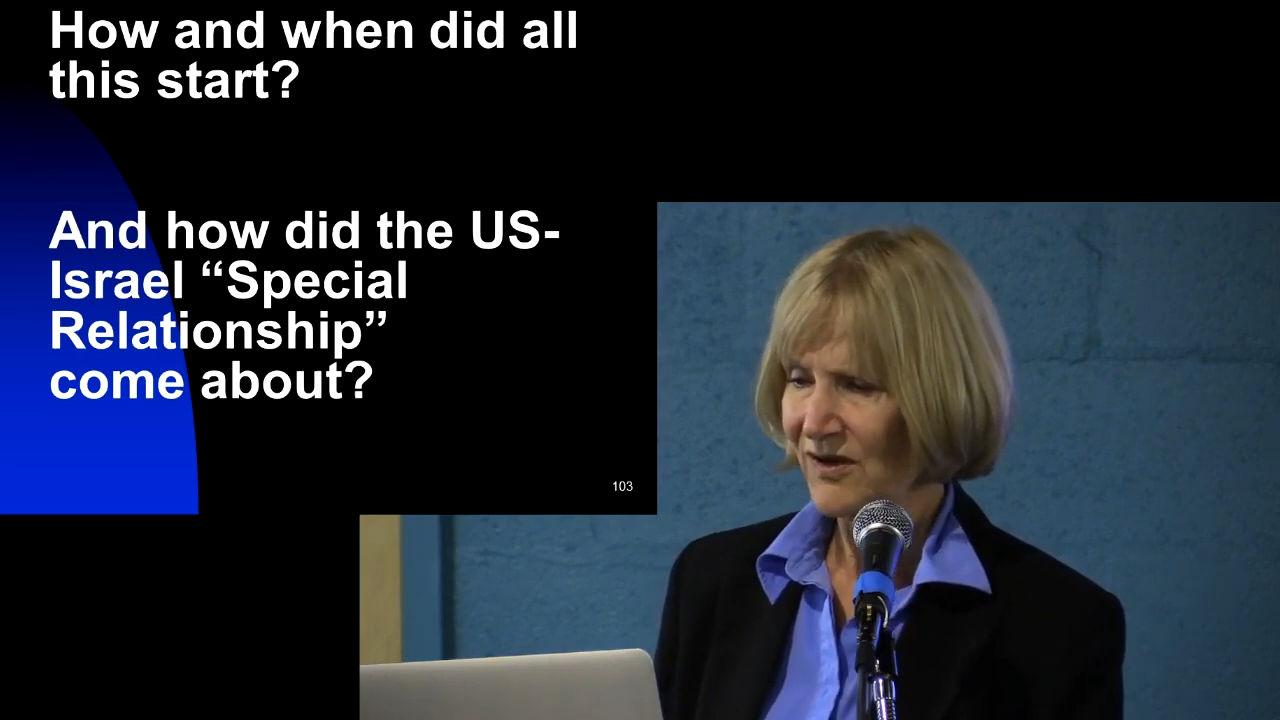 How and when did all
this start?
And how did the US-
Israel “Special
Relationship”
come about?
103